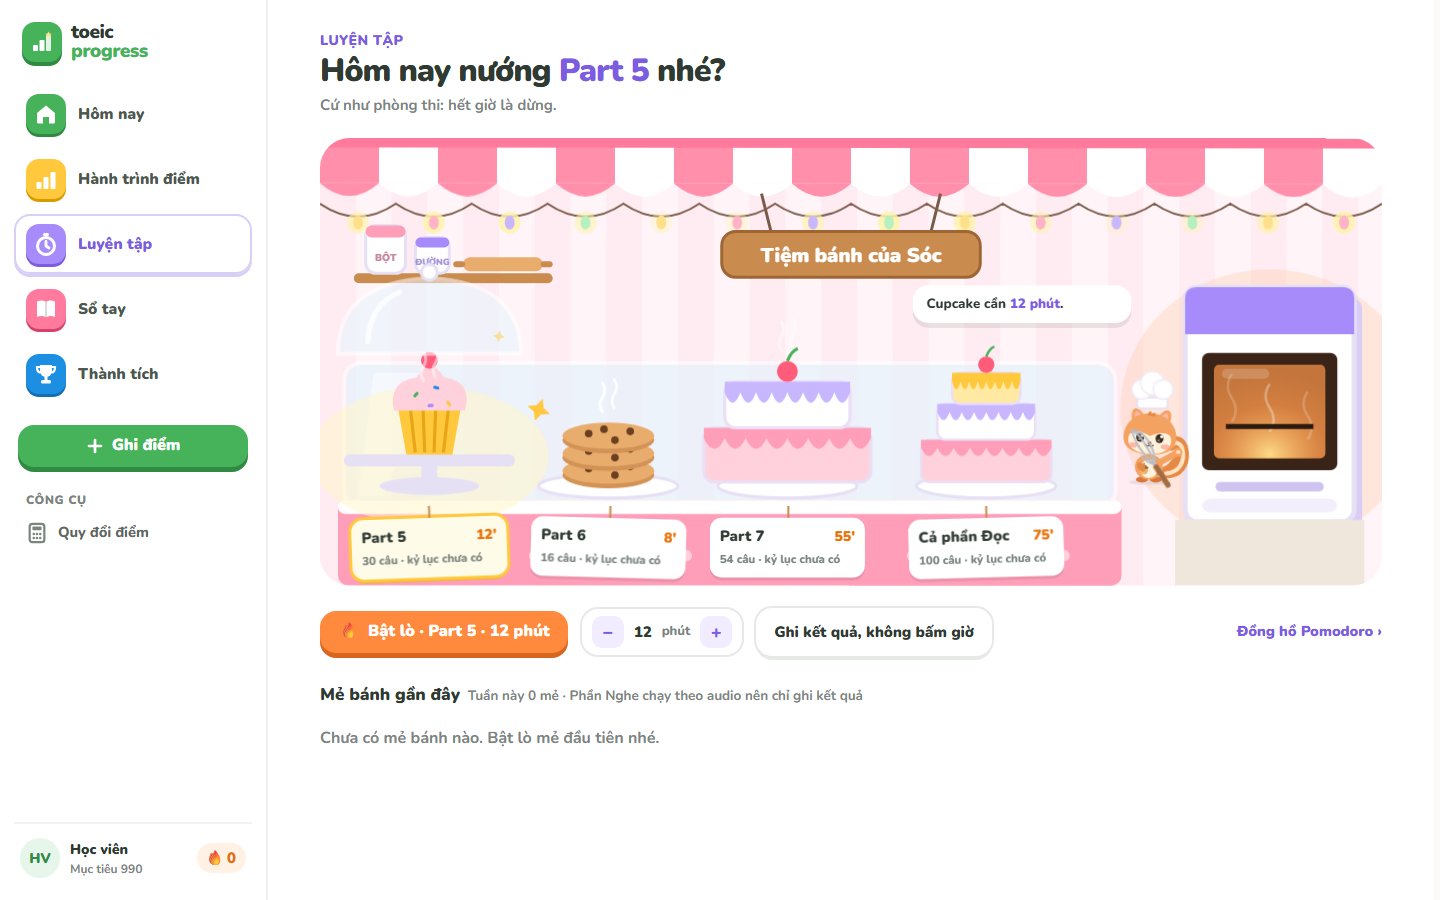 toeic
progress
Hôm nay
Hành trình điểm
Luyện tập
Sổ tay
Thành tích
+ Ghi điểm
CÔNG CỤ
Quy đổi điểm
HV
Học viên
Mục tiêu 990
0
LUYỆN TẬP
Hôm nay nướng Part 5 nhé?
Cứ như phòng thi: hết giờ là dừng.
BỘT
ĐƯỜNG
Tiệm bánh của Sóc
Cupcake cần 12 phút.
Part 5 12'
30 câu · kỷ lục chưa có
Part 6 8'
16 câu · kỷ lục chưa có
Part 7 55'
54 câu · kỷ lục chưa có
Cả phần Đọc 75'
100 câu · kỷ lục chưa có
Bật lò · Part 5 · 12 phút
− 12 phút +
Ghi kết quả, không bấm giờ
Đồng hồ Pomodoro ›
Mẻ bánh gần đây Tuần này 0 mẻ · Phần Nghe chạy theo audio nên chỉ ghi kết quả
Chưa có mẻ bánh nào. Bật lò mẻ đầu tiên nhé.